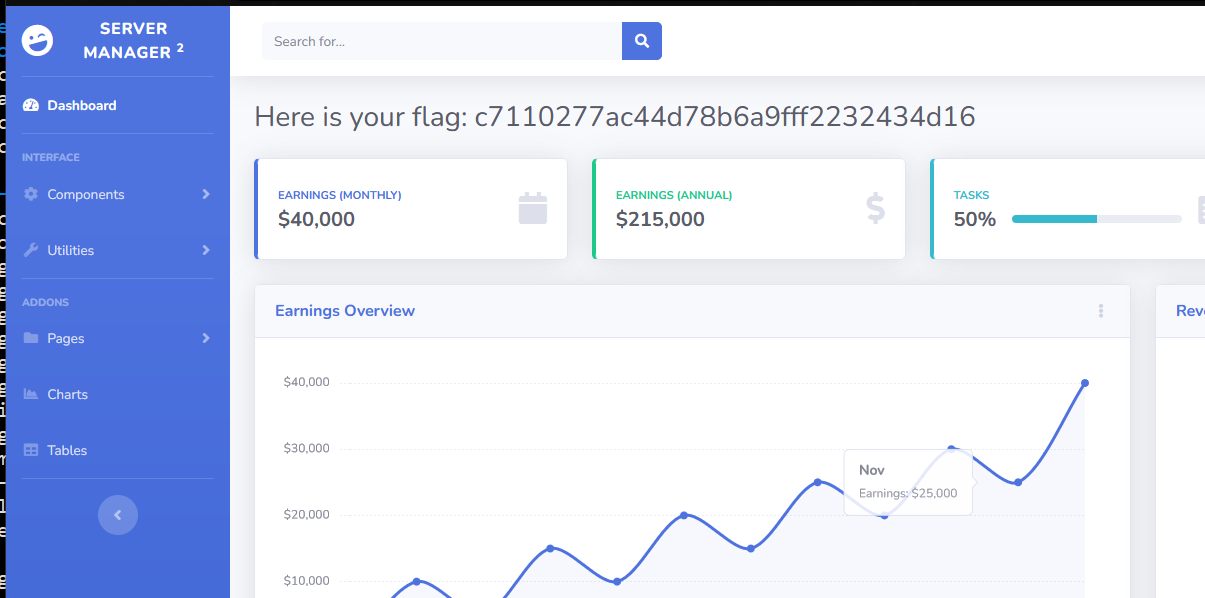 SERVER
MANAGER 2
Search for...
Dashboard
Here is your flag: c7110277ac44d78b6a9fff2232434d16
INTERFACE
Components
Utilities
ADDONS
Pages
Charts
Tables
EARNINGS (MONTHLY)
$40,000
EARNINGS (ANNUAL)
$215,000
TASKS
50%
Earnings Overview
Rev
$40,000
$30,000
$20,000
$10,000
Nov
Earnings: $25,000